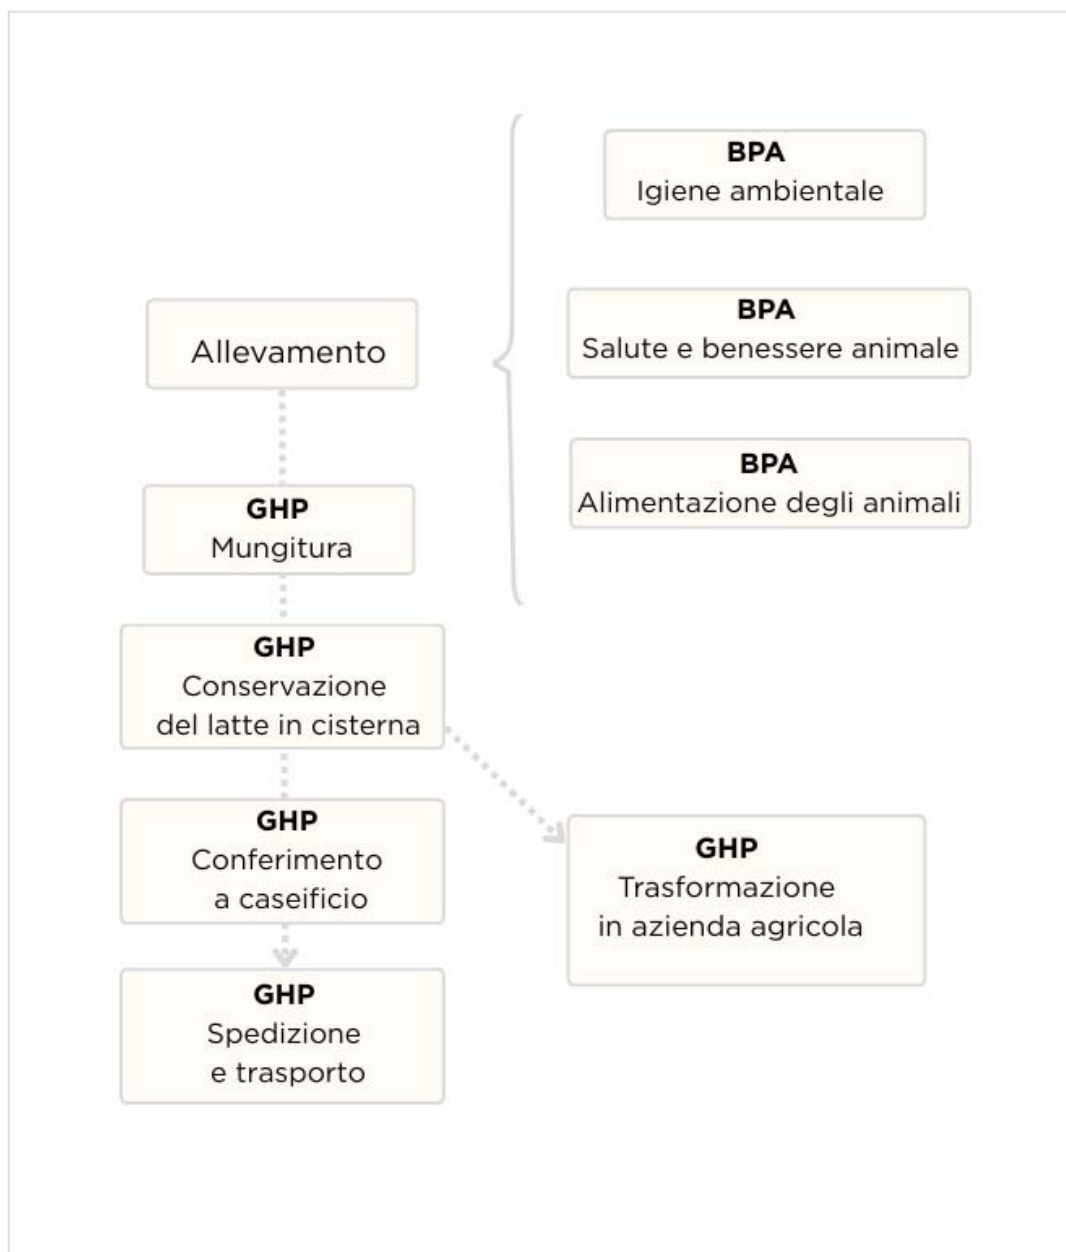 BPA
Igiene ambientale
BPA
Salute e benessere animale
BPA
Alimentazione degli animali
Allevamento
GHP
Mungitura
GHP
Conservazione
del latte in cisterna
GHP
Conferimento
a caseificio
GHP
Spedizione
e trasporto
GHP
Trasformazione
in azienda agricola